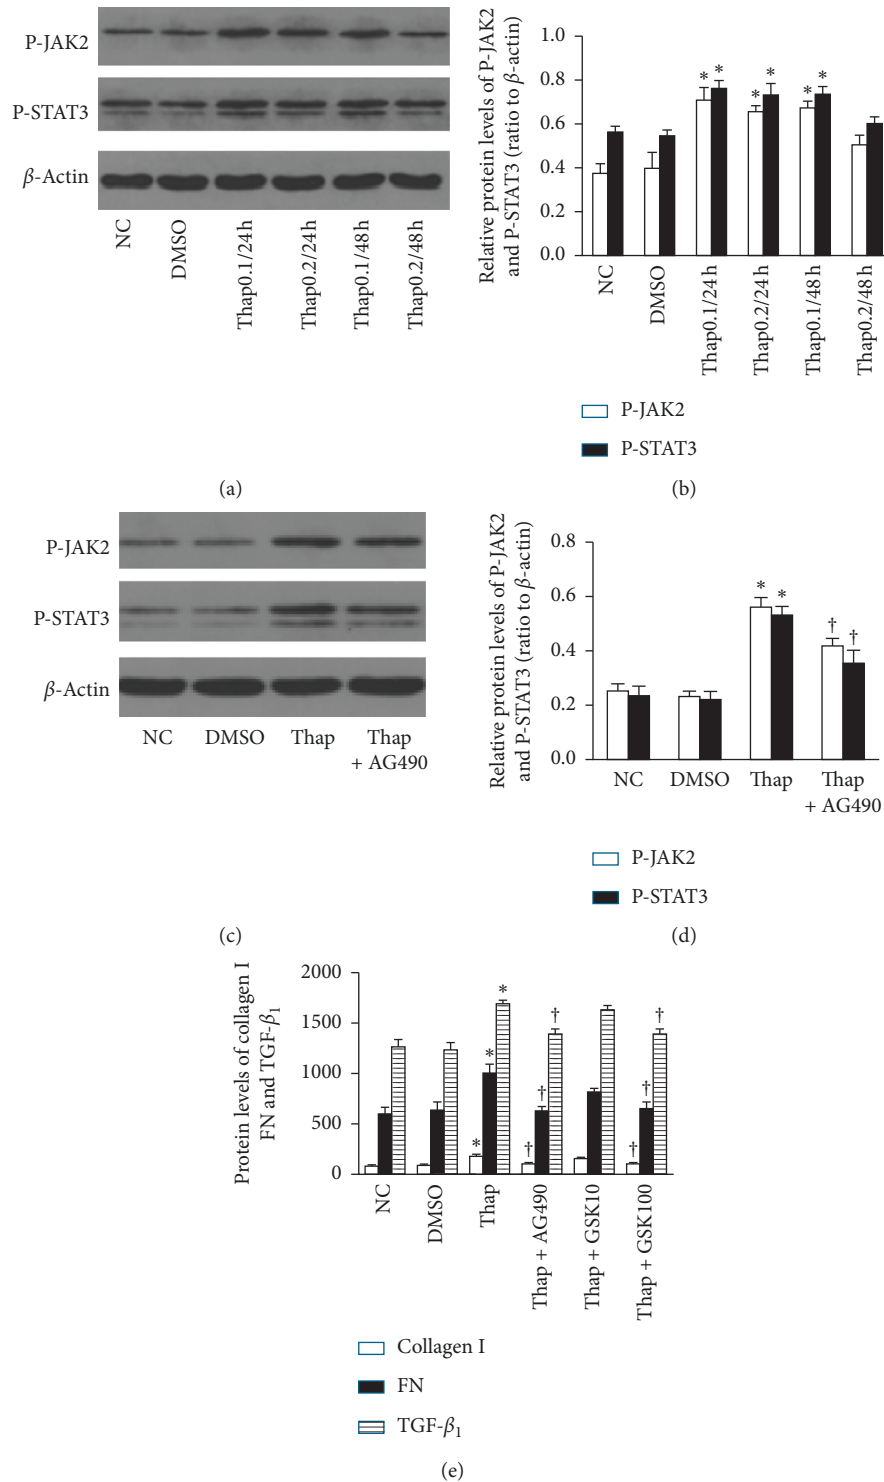 P-JAK2
P-STAT3
β-Actin
NC
DMSO
Thap0.1/24h
Thap0.2/24h
Thap0.1/48h
Thap0.2/48h
(a)
Relative protein levels of P-JAK2
and P-STAT3 (ratio to β-actin)
1.0
0.8
0.6
0.4
0.2
0.0
* * * * * *
NC
DMSO
Thap0.1/24h
Thap0.2/24h
Thap0.1/48h
Thap0.2/48h
P-JAK2
P-STAT3
(b)
P-JAK2
P-STAT3
β-Actin
NC DMSO Thap Thap
+ AG490
(c)
Relative protein levels of P-JAK2
and P-STAT3 (ratio to β-actin)
0.8
0.6
0.4
0.2
0.0
* * † †
NC DMSO Thap Thap
+ AG490
P-JAK2
P-STAT3
(d)
Protein levels of collagen I
FN and TGF-β₁
2000
1500
1000
500
0
* * * † † † † † †
NC
DMSO
Thap
Thap + AG490
Thap + GSK10
Thap + GSK100
Collagen I
FN
TGF-β₁
(e)